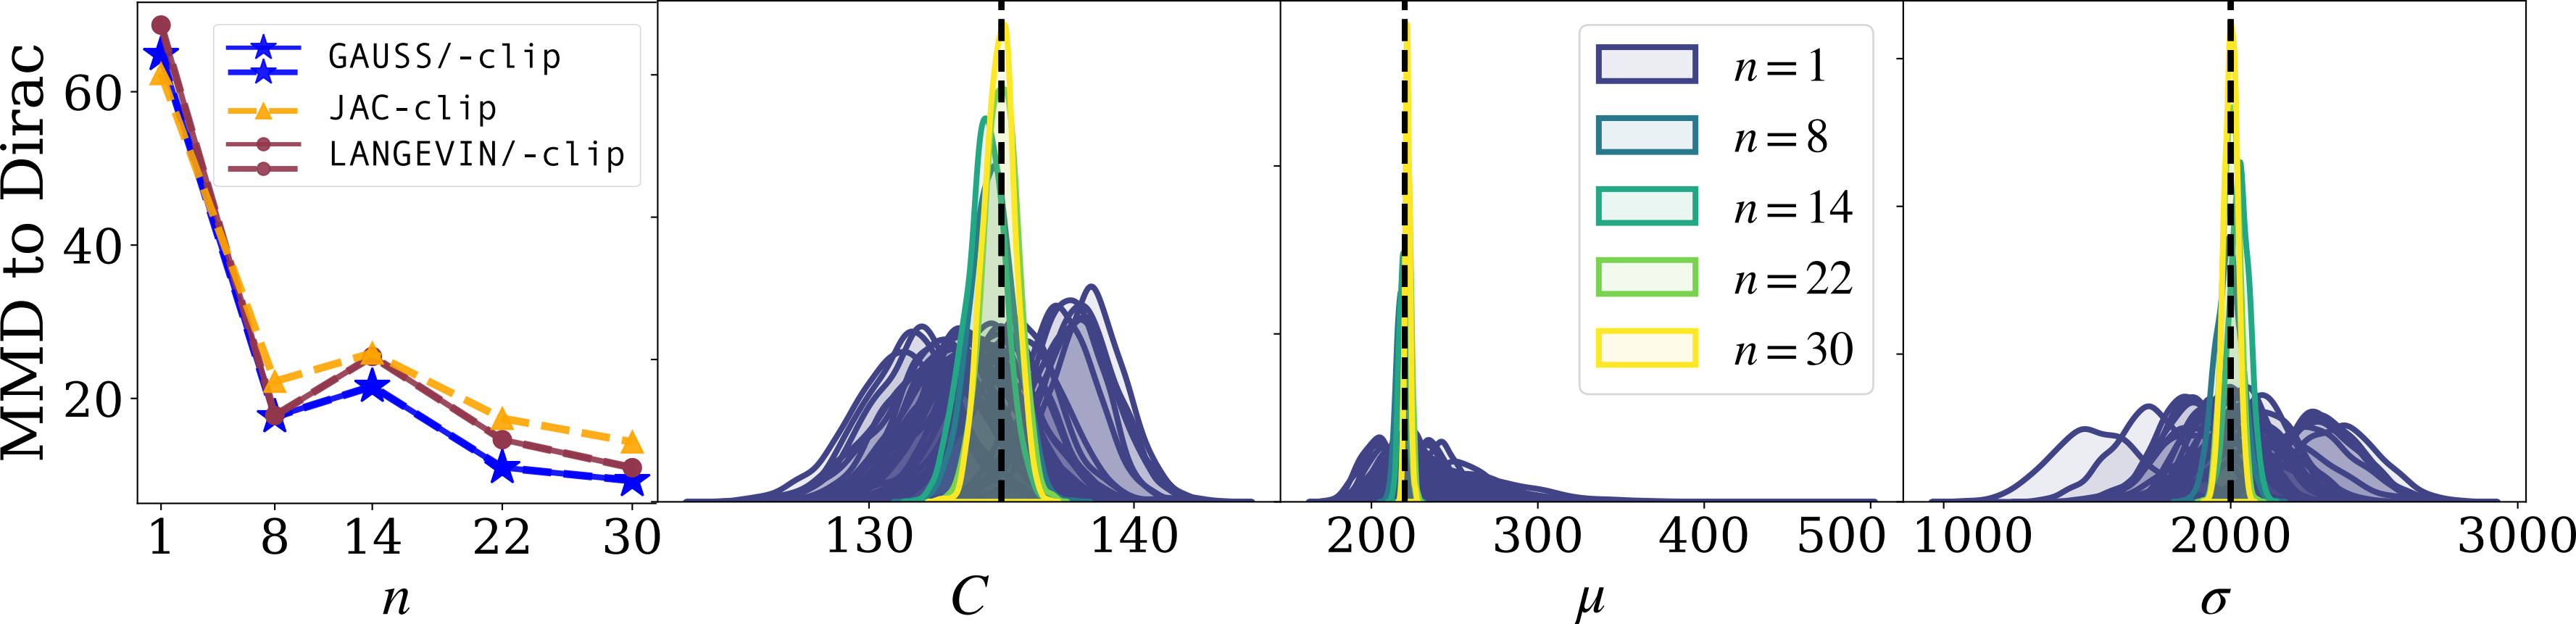 MMD to Dirac
60
40
20
GAUSS/-clip
JAC-clip
LANGEVIN/-clip
1 8 14 22 30
n
130 140
C
n = 1
n = 8
n = 14
n = 22
n = 30
200 300 400 500
μ
1000 2000 3000
σ